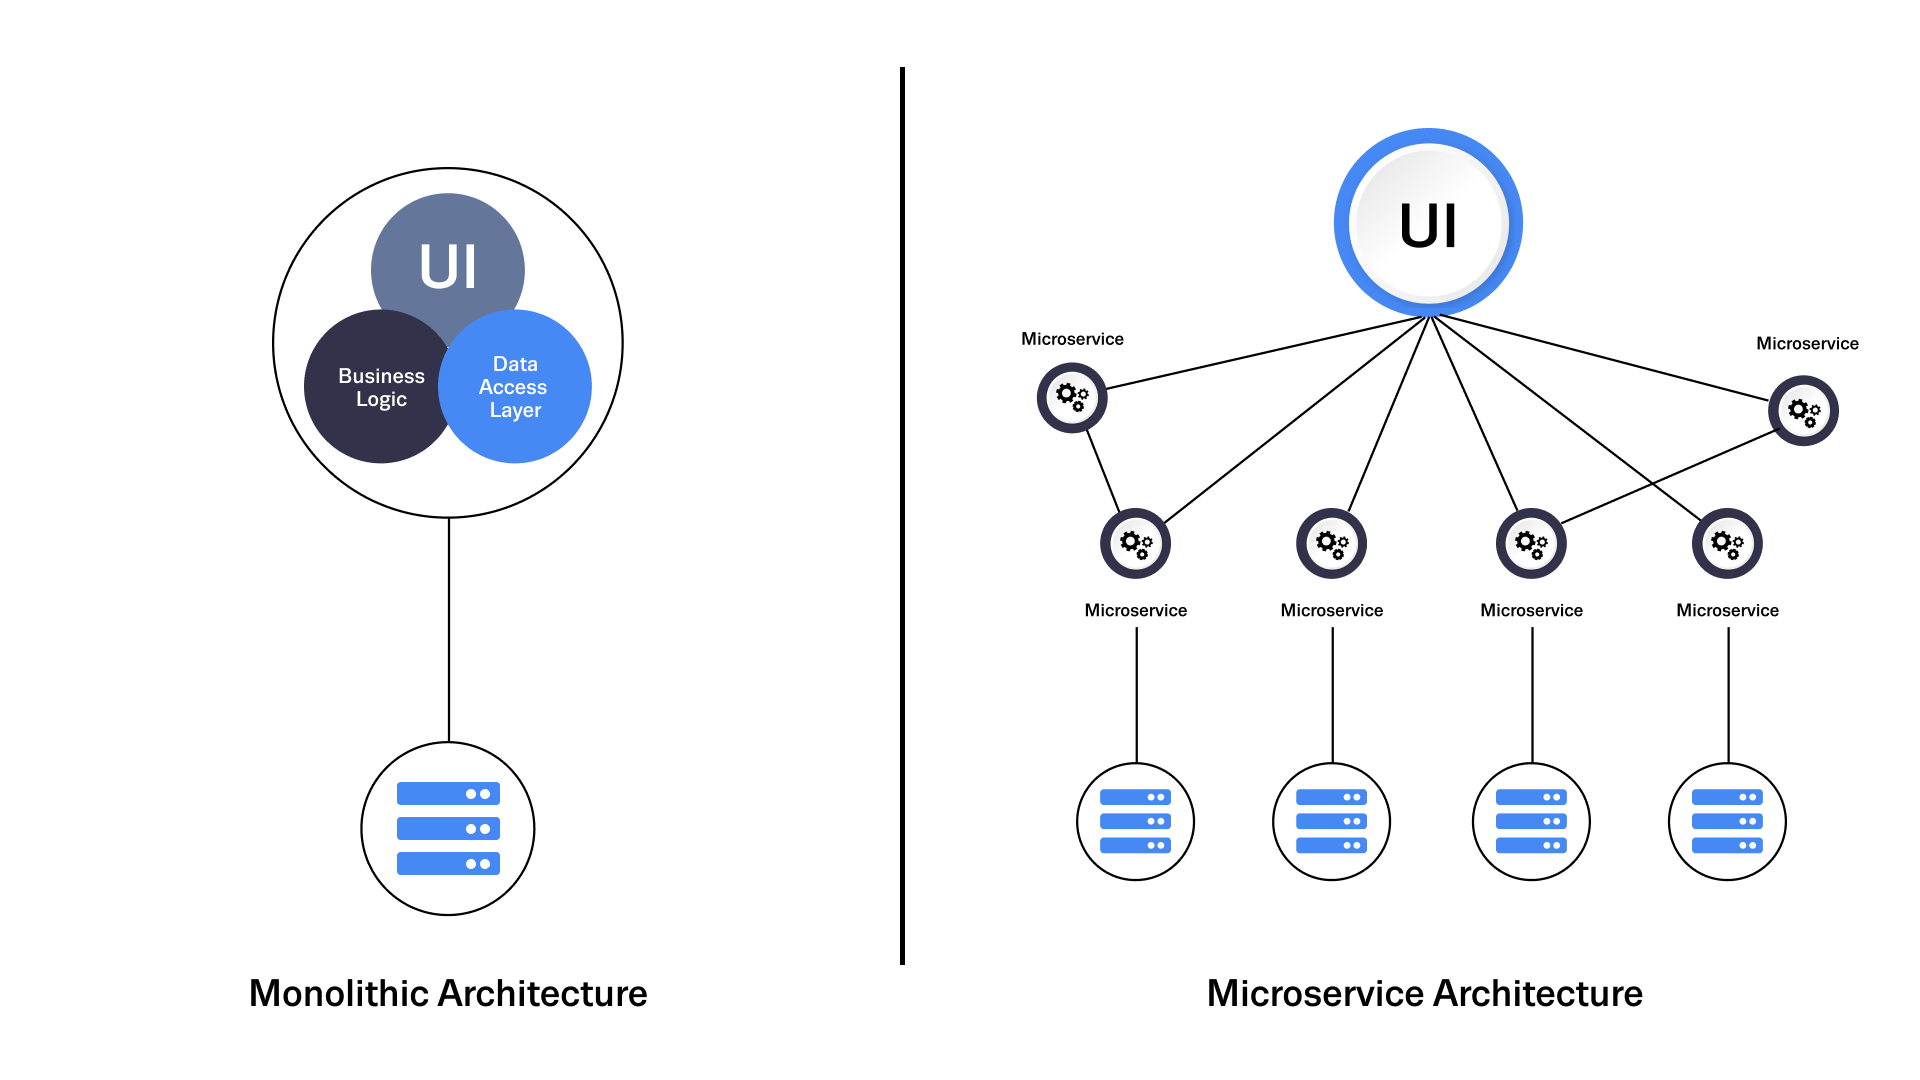 UI
Business
Logic
Data
Access
Layer
Monolithic Architecture
UI
Microservice
Microservice
Microservice
Microservice
Microservice
Microservice
Microservice Architecture